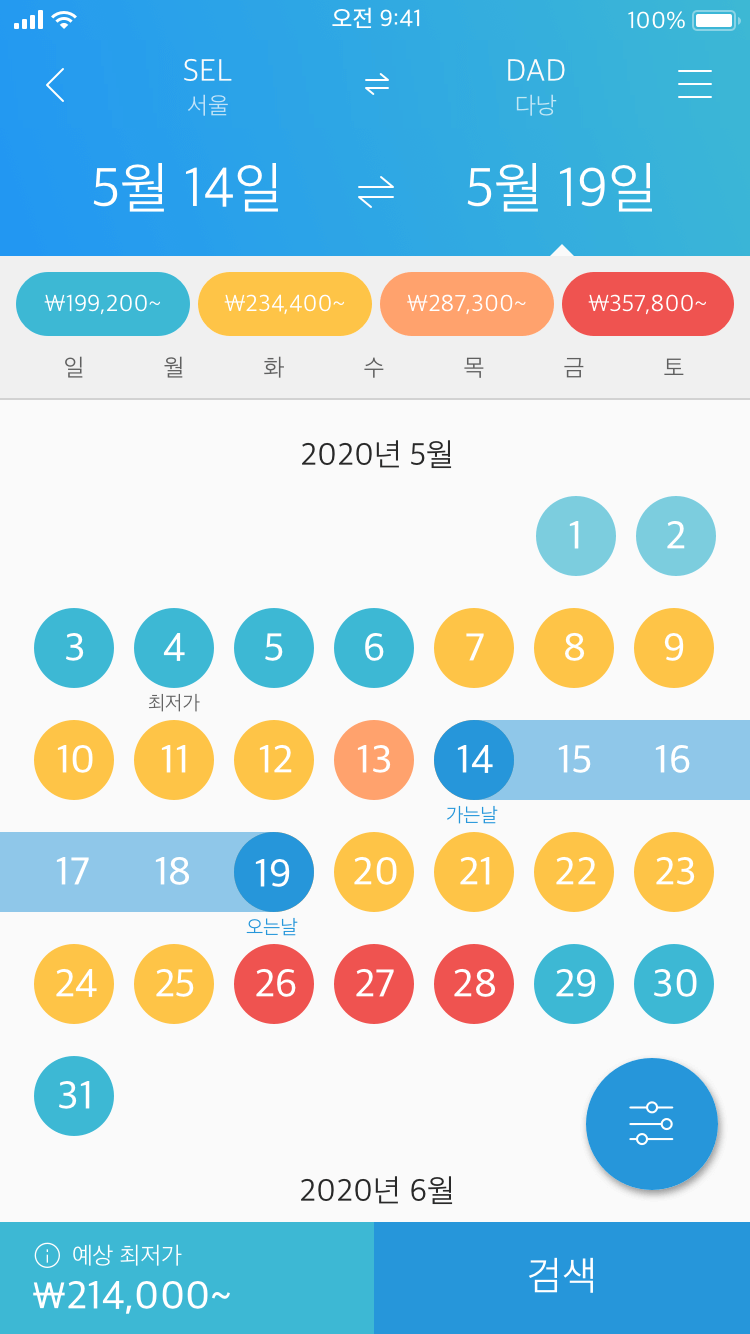 오전 9:41
100%
SEL DAD
서울 다낭
5월 14일 5월 19일
₩199,200~ ₩234,400~ ₩287,300~ ₩357,800~
일 월 화 수 목 금 토
2020년 5월
1 2
3 4 5 6 7 8 9
최저가
10 11 12 13 14 15 16
가는날
17 18 19 20 21 22 23
오는날
24 25 26 27 28 29 30
31
2020년 6월
예상 최저가
₩214,000~
검색